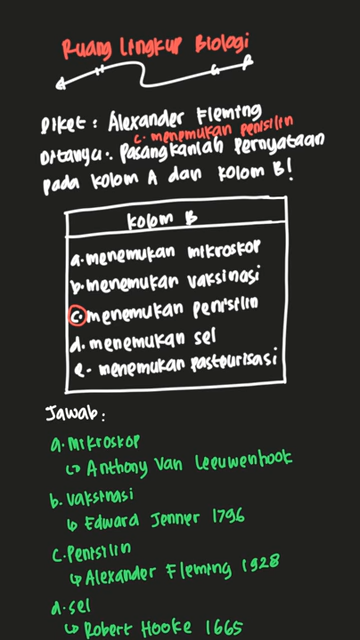 Ruang Lingkup Biologi
Diket : Alexander Fleming
c. menemukan penisilin
Ditanya : Pasangkanlah Pernyataan
pada kolom A dan kolom B!
kolom B
a. menemukan mikroskop
b. menemukan vaksinasi
c. menemukan penisilin
d. menemukan sel
e. menemukan pasteurisasi
Jawab :
a. mikroskop
↳ Anthony Van Leeuwenhook
b. vaksinasi
↳ Edward Jenner 1796
c. Penisilin
↳ Alexander Fleming 1928
d. sel
↳ Robert Hooke 1665